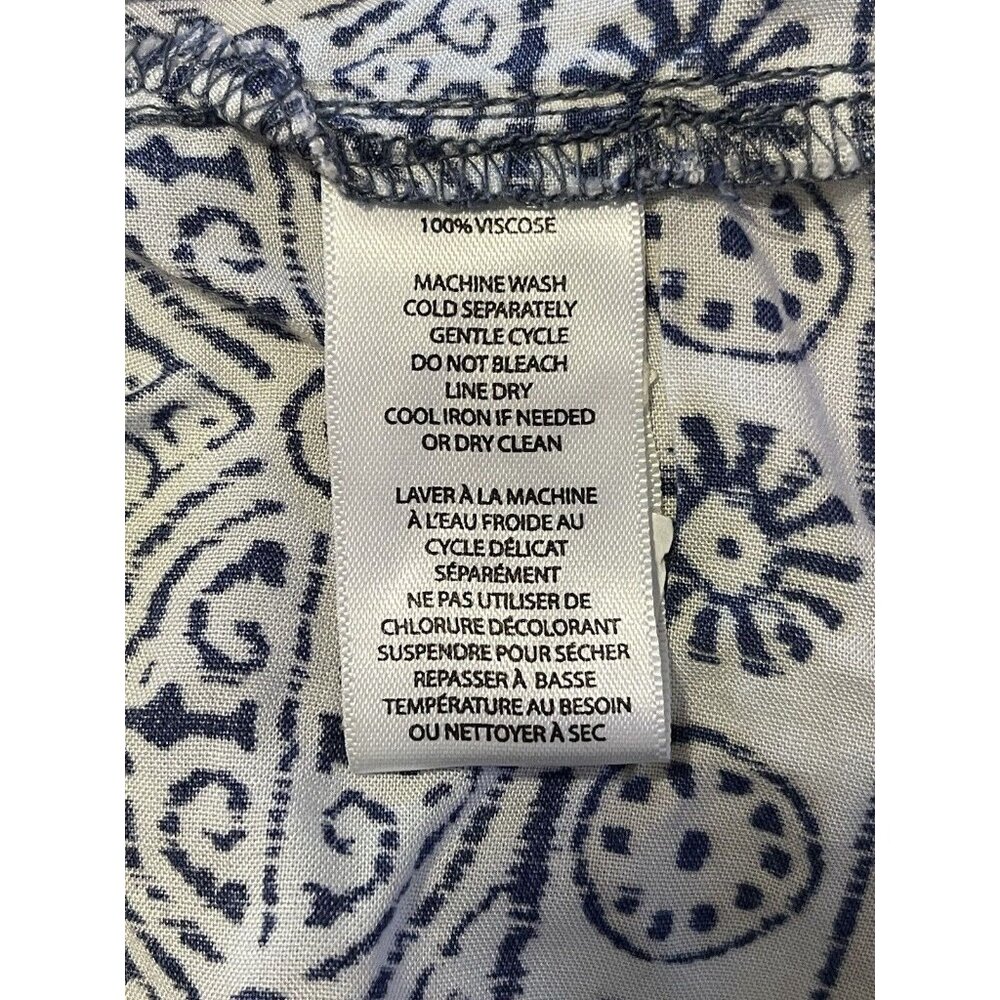 100% VISCOSE
MACHINE WASH
COLD SEPARATELY
GENTLE CYCLE
DO NOT BLEACH
LINE DRY
COOL IRON IF NEEDED
OR DRY CLEAN
LAVER À LA MACHINE
À L'EAU FROIDE AU
CYCLE DÉLICAT
SÉPARÉMENT
NE PAS UTILISER DE
CHLORURE DÉCOLORANT
SUSPENDRE POUR SÉCHER
REPASSER À BASSE
TEMPÉRATURE AU BESOIN
OU NETTOYER À SEC